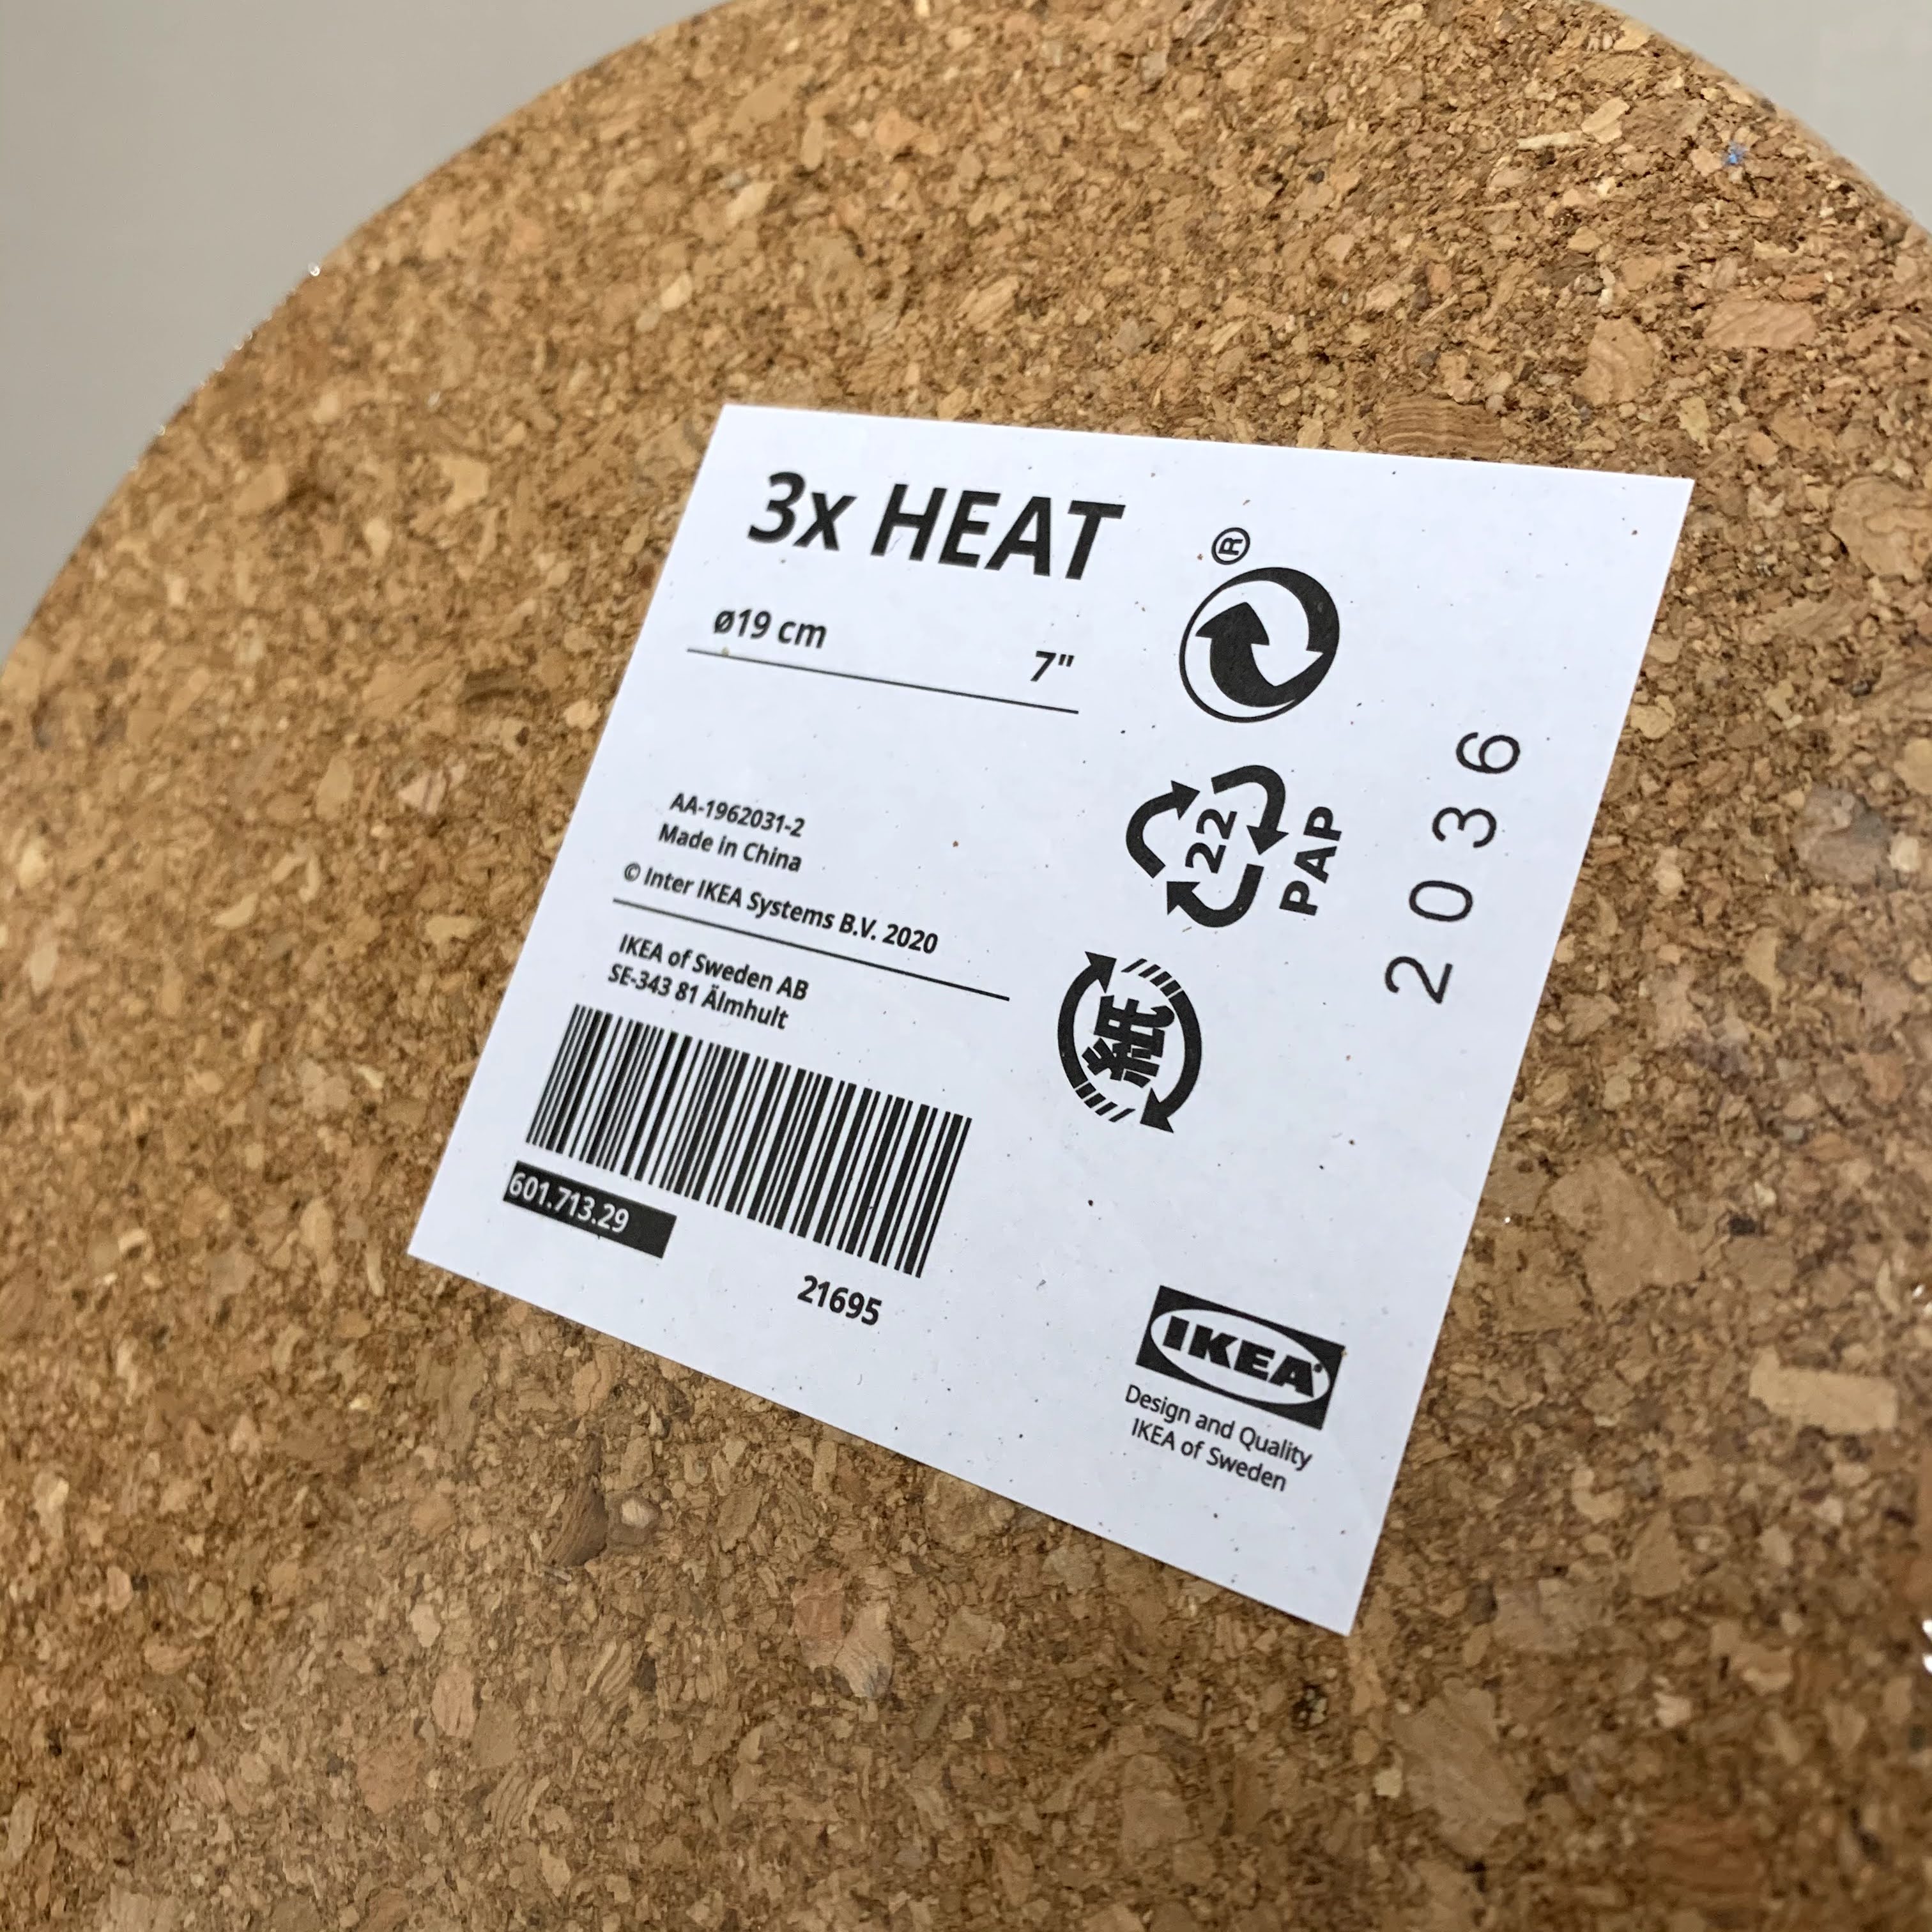 3x HEAT
ø19 cm
7"
AA-1962031-2
Made in China
© Inter IKEA Systems B.V. 2020
IKEA of Sweden AB
SE-343 81 Älmhult
601.713.29
21695
®
22
PAP
紙
2036
IKEA®
Design and Quality
IKEA of Sweden